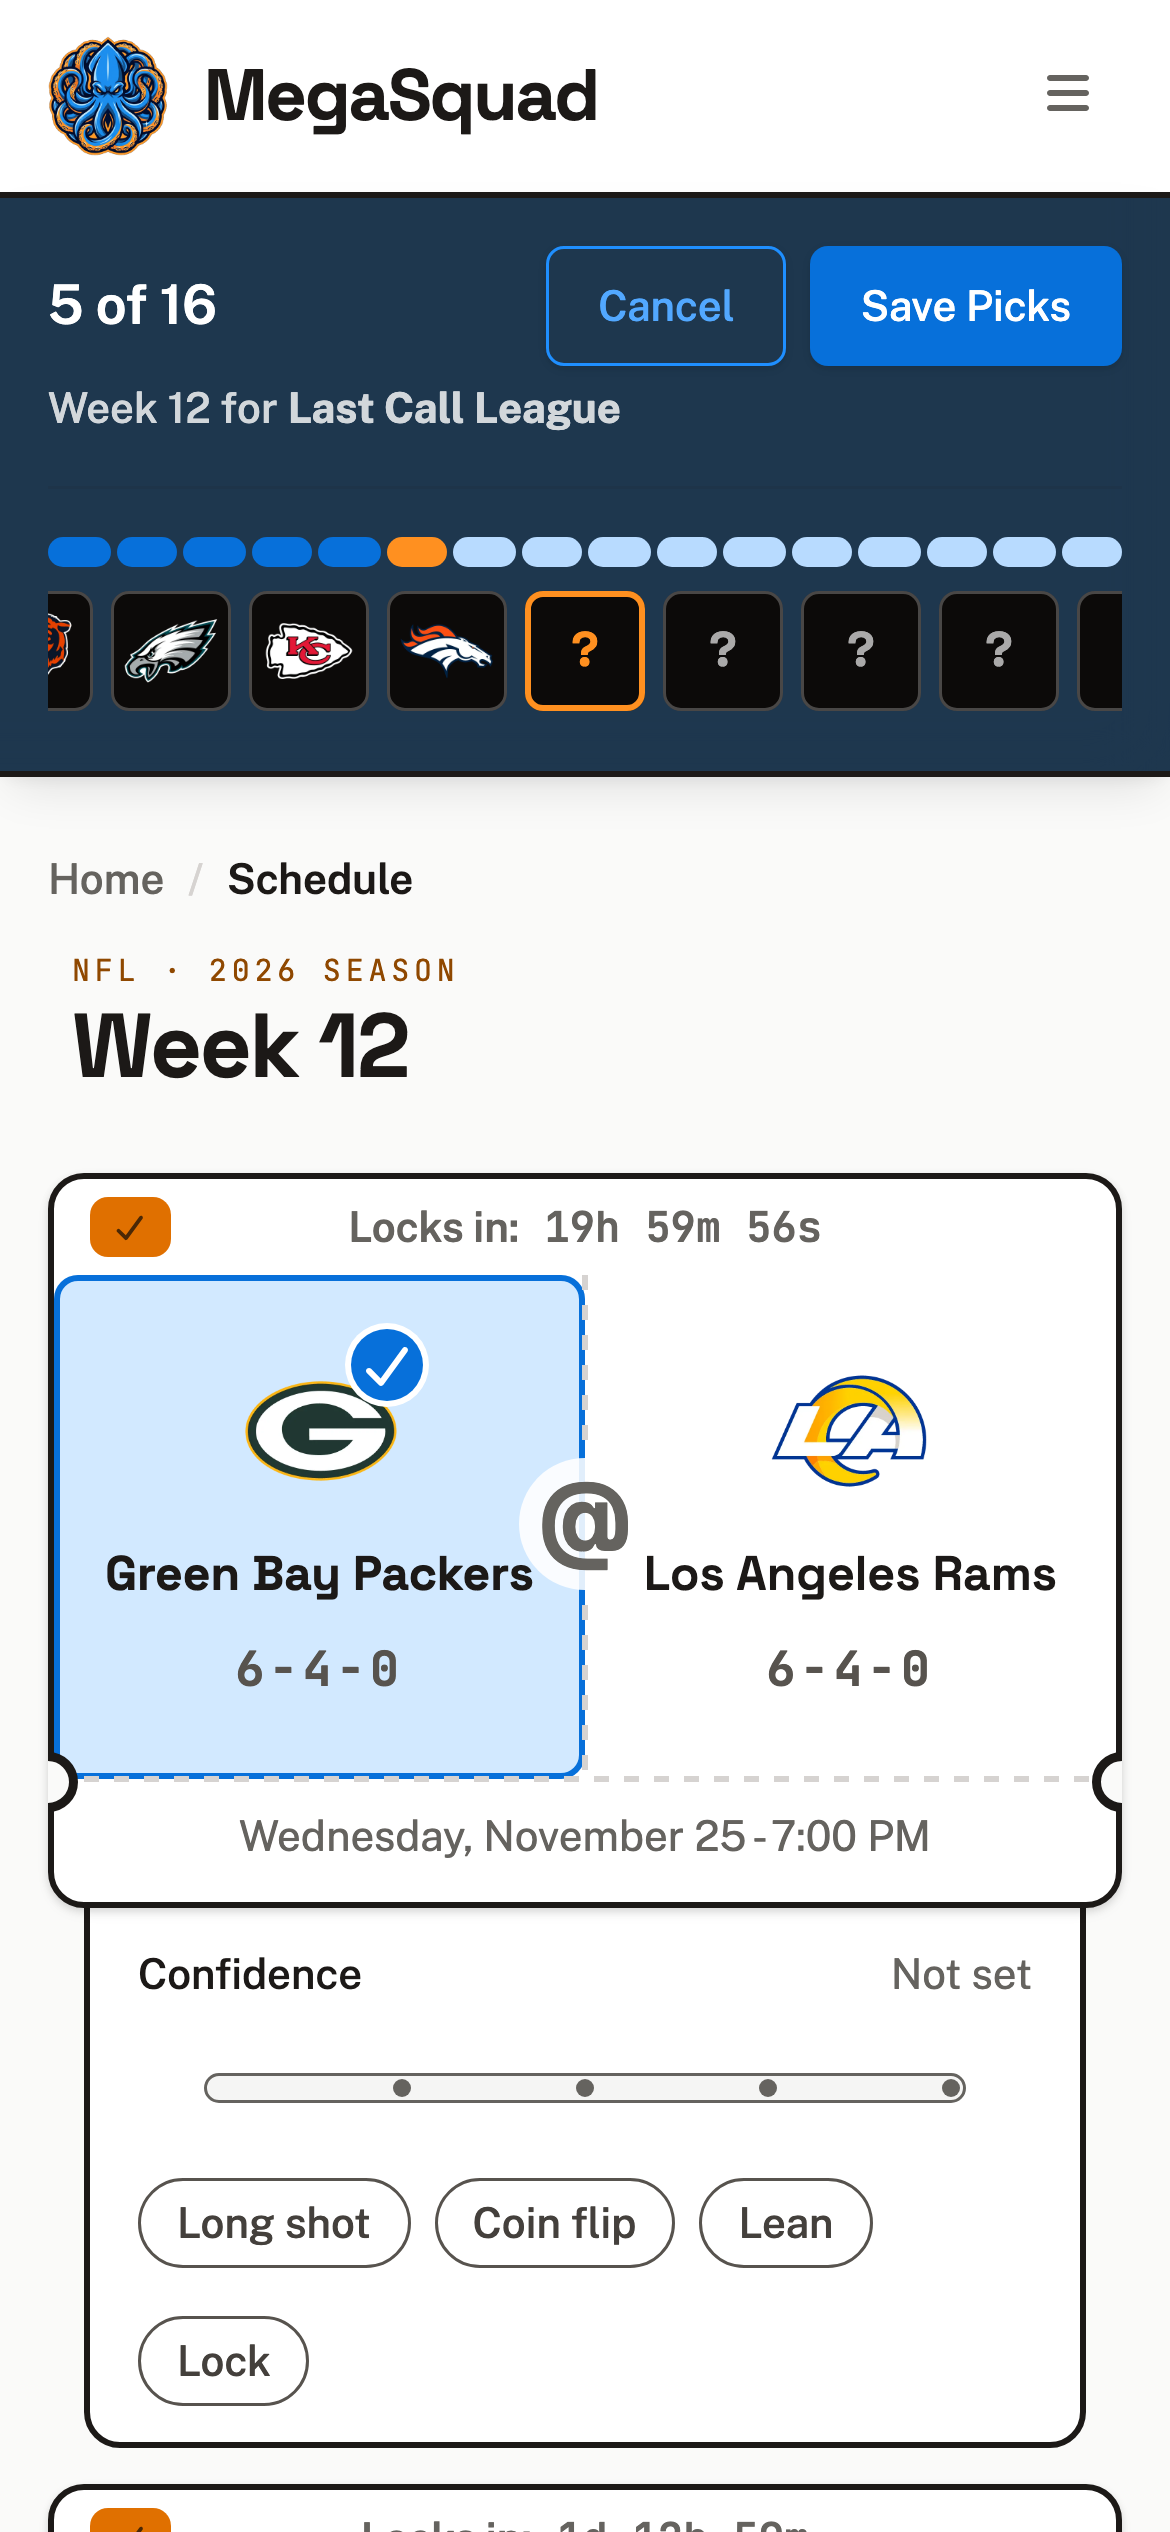 MegaSquad
5 of 16
Cancel
Save Picks
Week 12 for Last Call League
KC
? ? ? ?
Home / Schedule
NFL · 2026 SEASON
Week 12
Locks in: 19h 59m 56s
G
LA
@
Green Bay Packers
Los Angeles Rams
6-4-0
6-4-0
Wednesday, November 25 - 7:00 PM
Confidence
Not set
Long shot
Coin flip
Lean
Lock